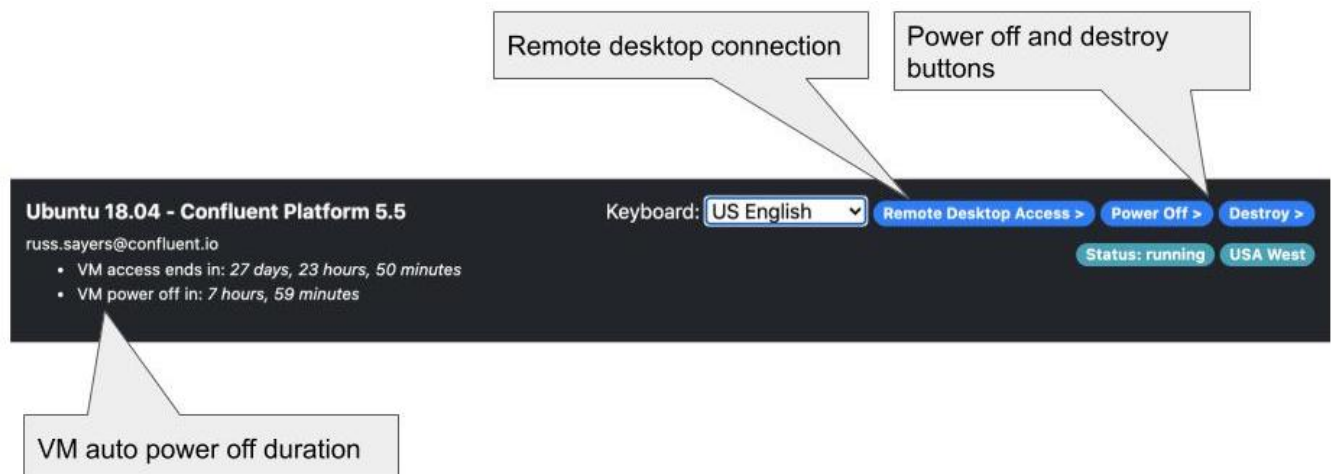 Remote desktop connection
Power off and destroy
buttons
Ubuntu 18.04 - Confluent Platform 5.5
Keyboard: US English
Remote Desktop Access >
Power Off >
Destroy >
russ.sayers@confluent.io
Status: running
USA West
• VM access ends in: 27 days, 23 hours, 50 minutes
• VM power off in: 7 hours, 59 minutes
VM auto power off duration